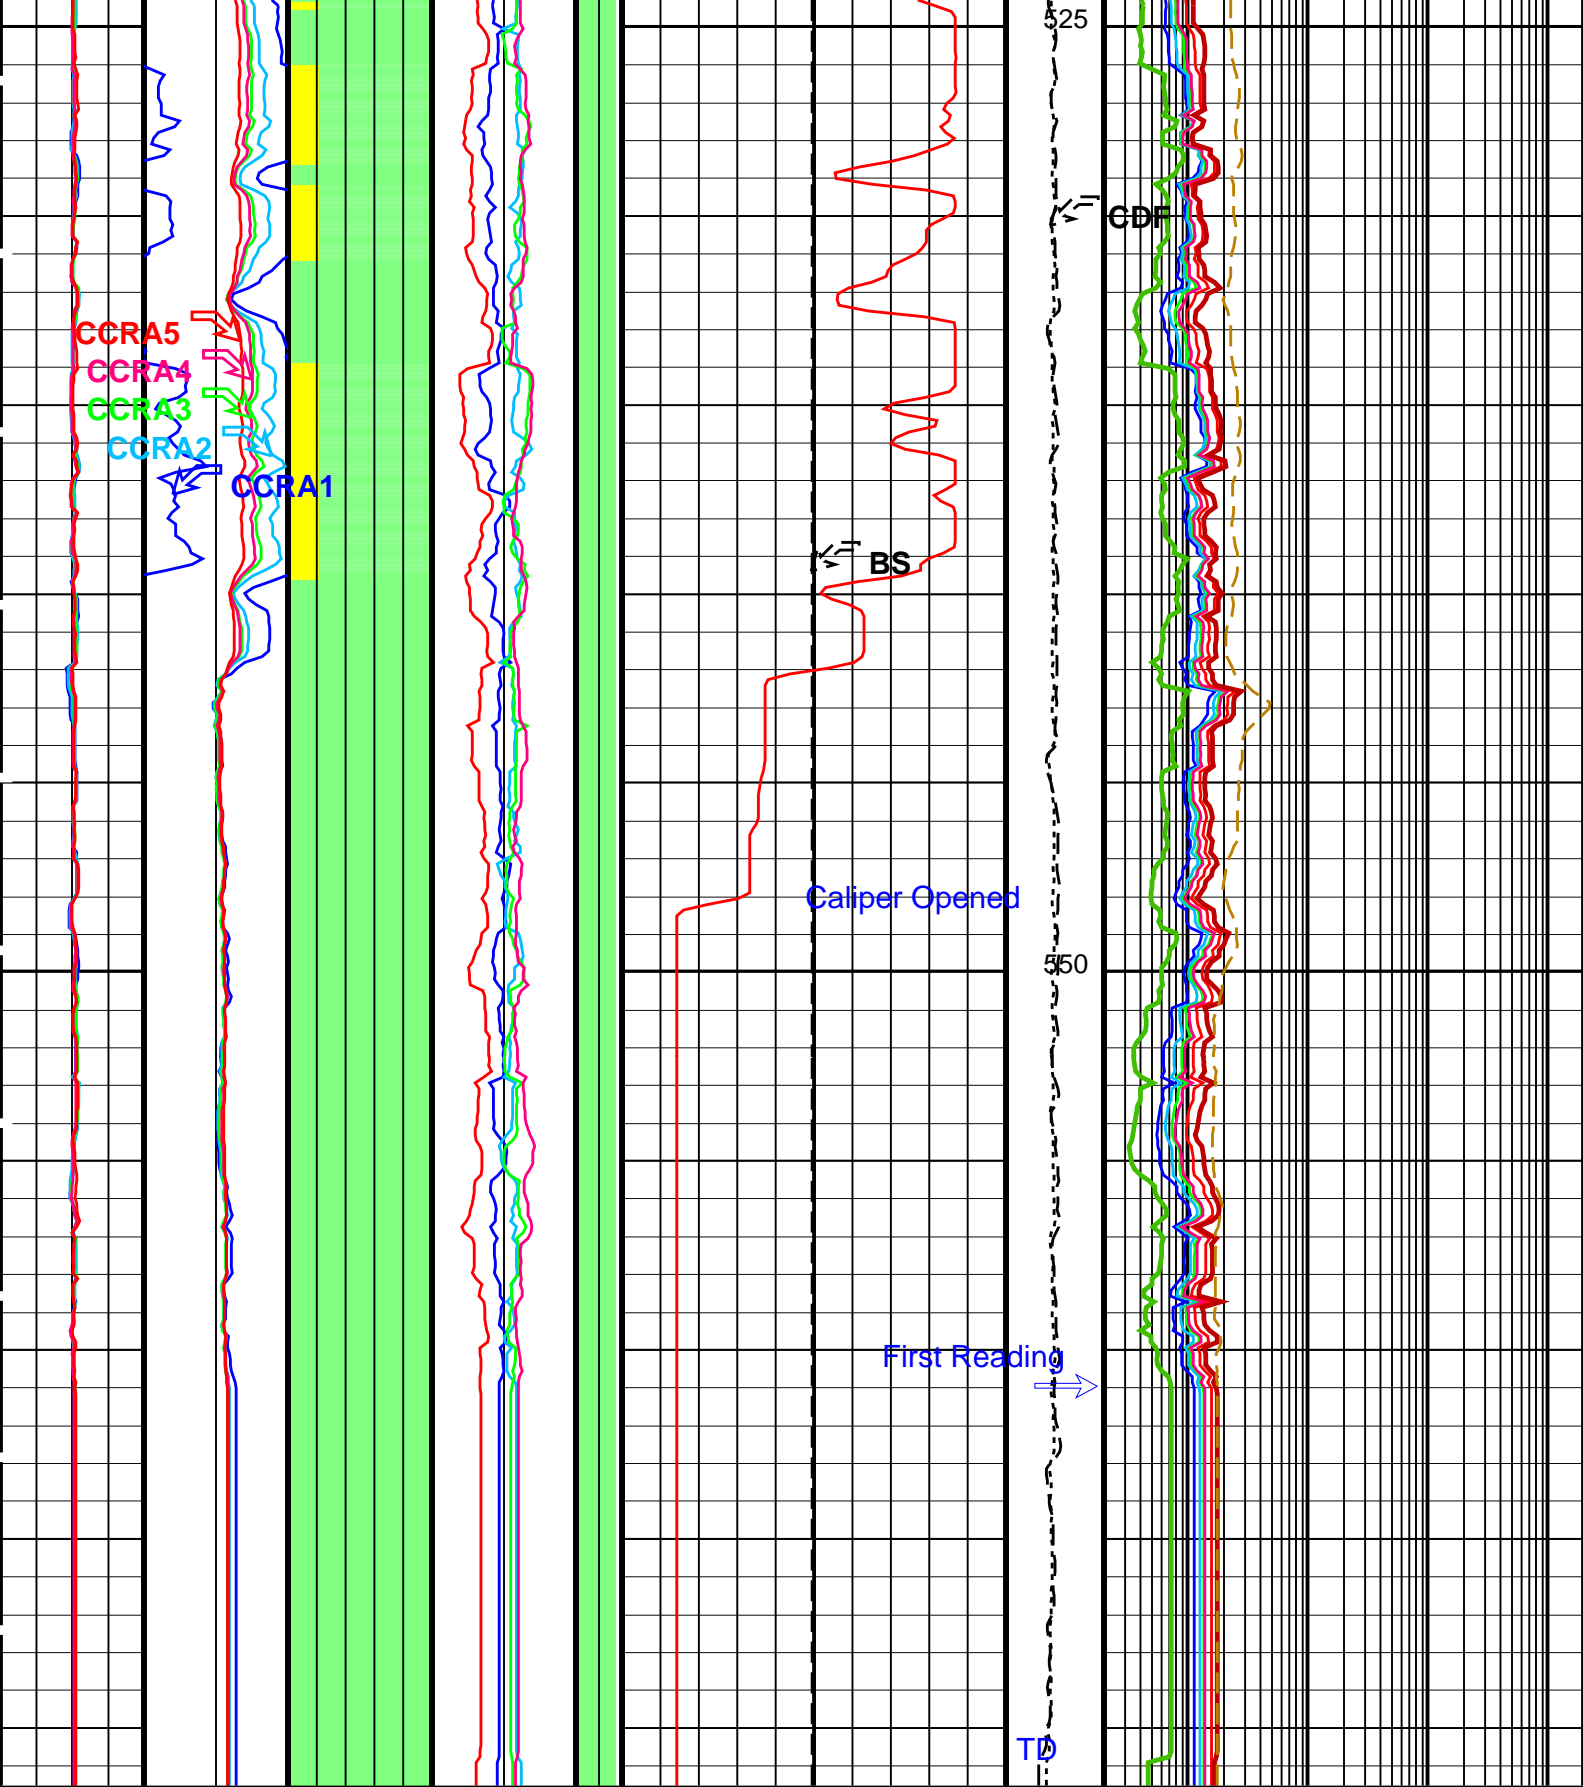 525
CDF
CCRA5
CCRA4
CCRA3
CCRA2
CCRA1
BS
Caliper Opened
550
First Reading
TD